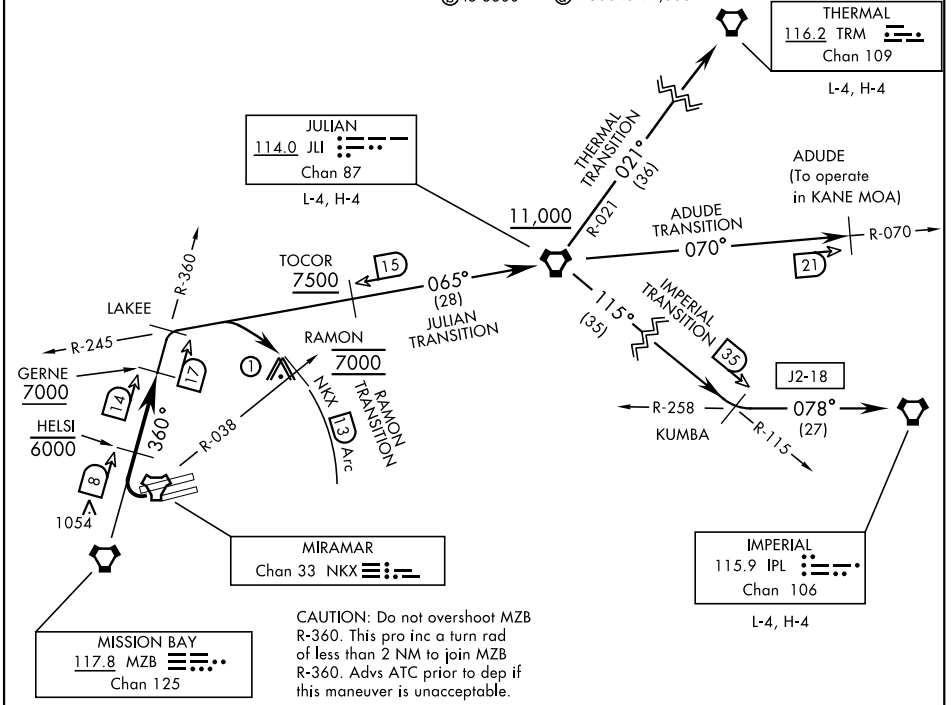 THERMAL
116.2 TRM
Chan 109
L-4, H-4
JULIAN
114.0 JLI
Chan 87
L-4, H-4
THERMAL
TRANSITION
021°
(36)
R-021
ADUDE
(To operate
in KANE MOA)
11,000
ADUDE
TRANSITION
070°
R-070
21
TOCOR
7500
15
065°
(28)
JULIAN
TRANSITION
R-360
LAKEE
R-245
17
GERNE
7000
14
HELSI
6000
360°
8
1054
1
RAMON
7000
RAMON
TRANSITION
NKX
13
Arc
R-038
IMPERIAL
TRANSITION
115°
(35)
35
J2-18
R-258
078°
(27)
KUMBA
R-115
MIRAMAR
Chan 33 NKX
IMPERIAL
115.9 IPL
Chan 106
L-4, H-4
MISSION BAY
117.8 MZB
Chan 125
CAUTION: Do not overshoot MZB
R-360. This pro inc a turn rad
of less than 2 NM to join MZB
R-360. Advs ATC prior to dep if
this maneuver is unacceptable.